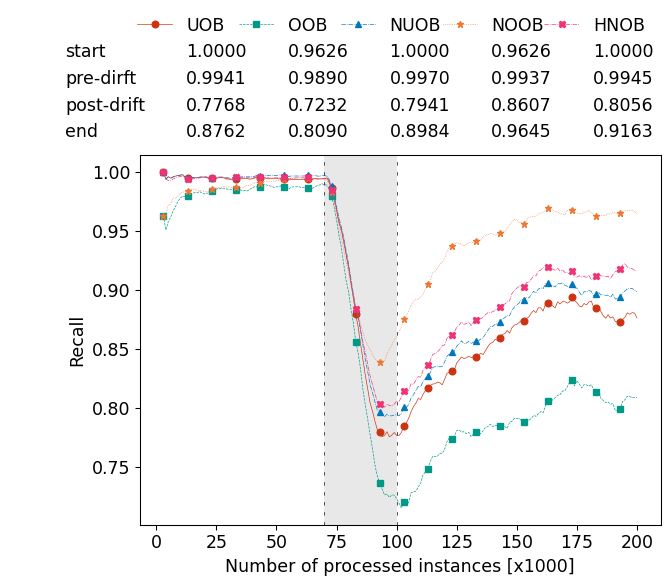 UOB OOB NUOB NOOB HNOB
start 1.0000 0.9626 1.0000 0.9626 1.0000
pre-dirft 0.9941 0.9890 0.9970 0.9937 0.9945
post-drift 0.7768 0.7232 0.7941 0.8607 0.8056
end 0.8762 0.8090 0.8984 0.9645 0.9163
1.00
0.95
0.90
0.85
0.80
0.75
Recall
0 25 50 75 100 125 150 175 200
Number of processed instances [x1000]